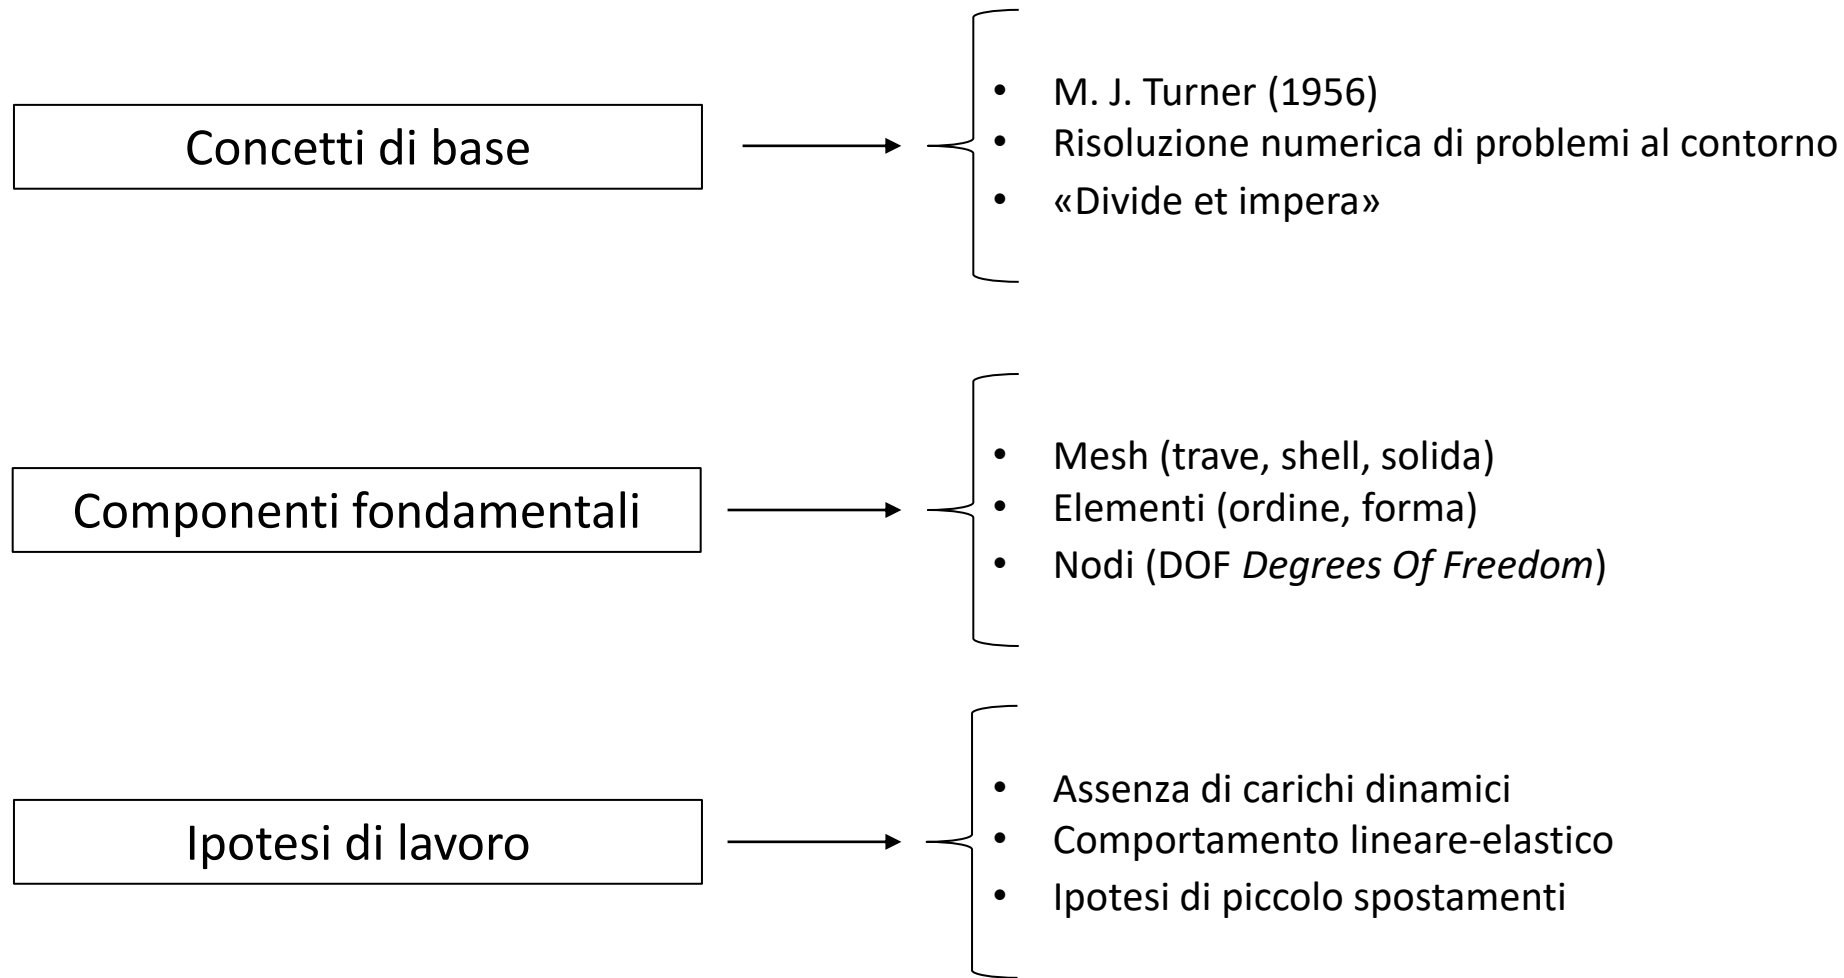 Concetti di base
• M. J. Turner (1956)
• Risoluzione numerica di problemi al contorno
• «Divide et impera»
Componenti fondamentali
• Mesh (trave, shell, solida)
• Elementi (ordine, forma)
• Nodi (DOF Degrees Of Freedom)
Ipotesi di lavoro
• Assenza di carichi dinamici
• Comportamento lineare-elastico
• Ipotesi di piccolo spostamenti